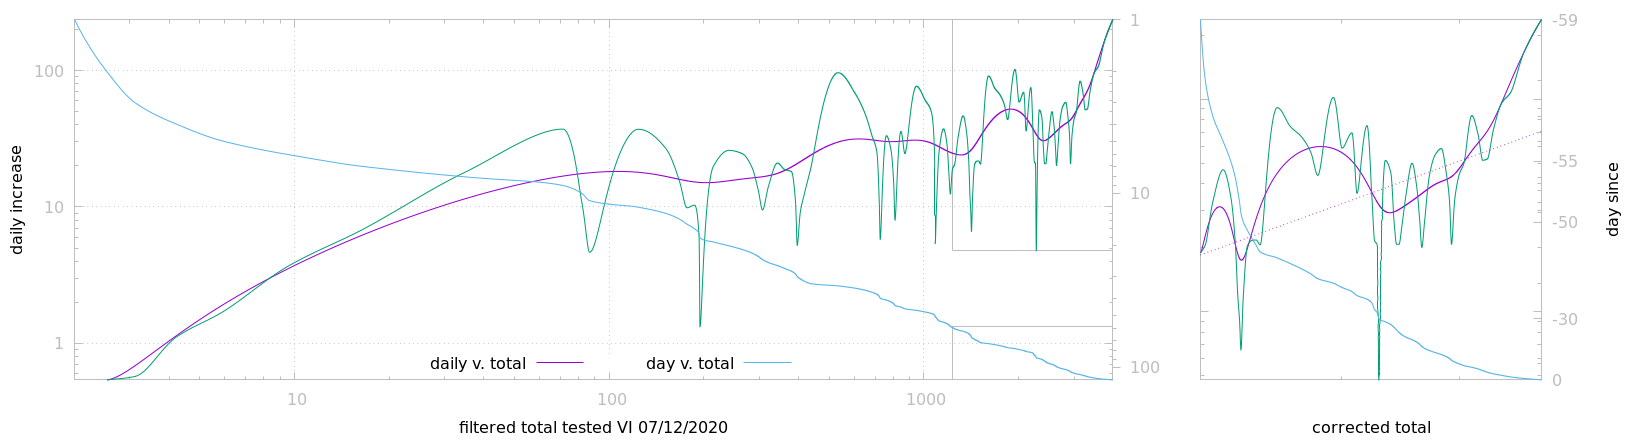 daily increase
100
10
1
daily v. total
day v. total
10
100
1000
filtered total tested VI 07/12/2020
1
10
100
-59
-55
-50
-30
0
day since
corrected total